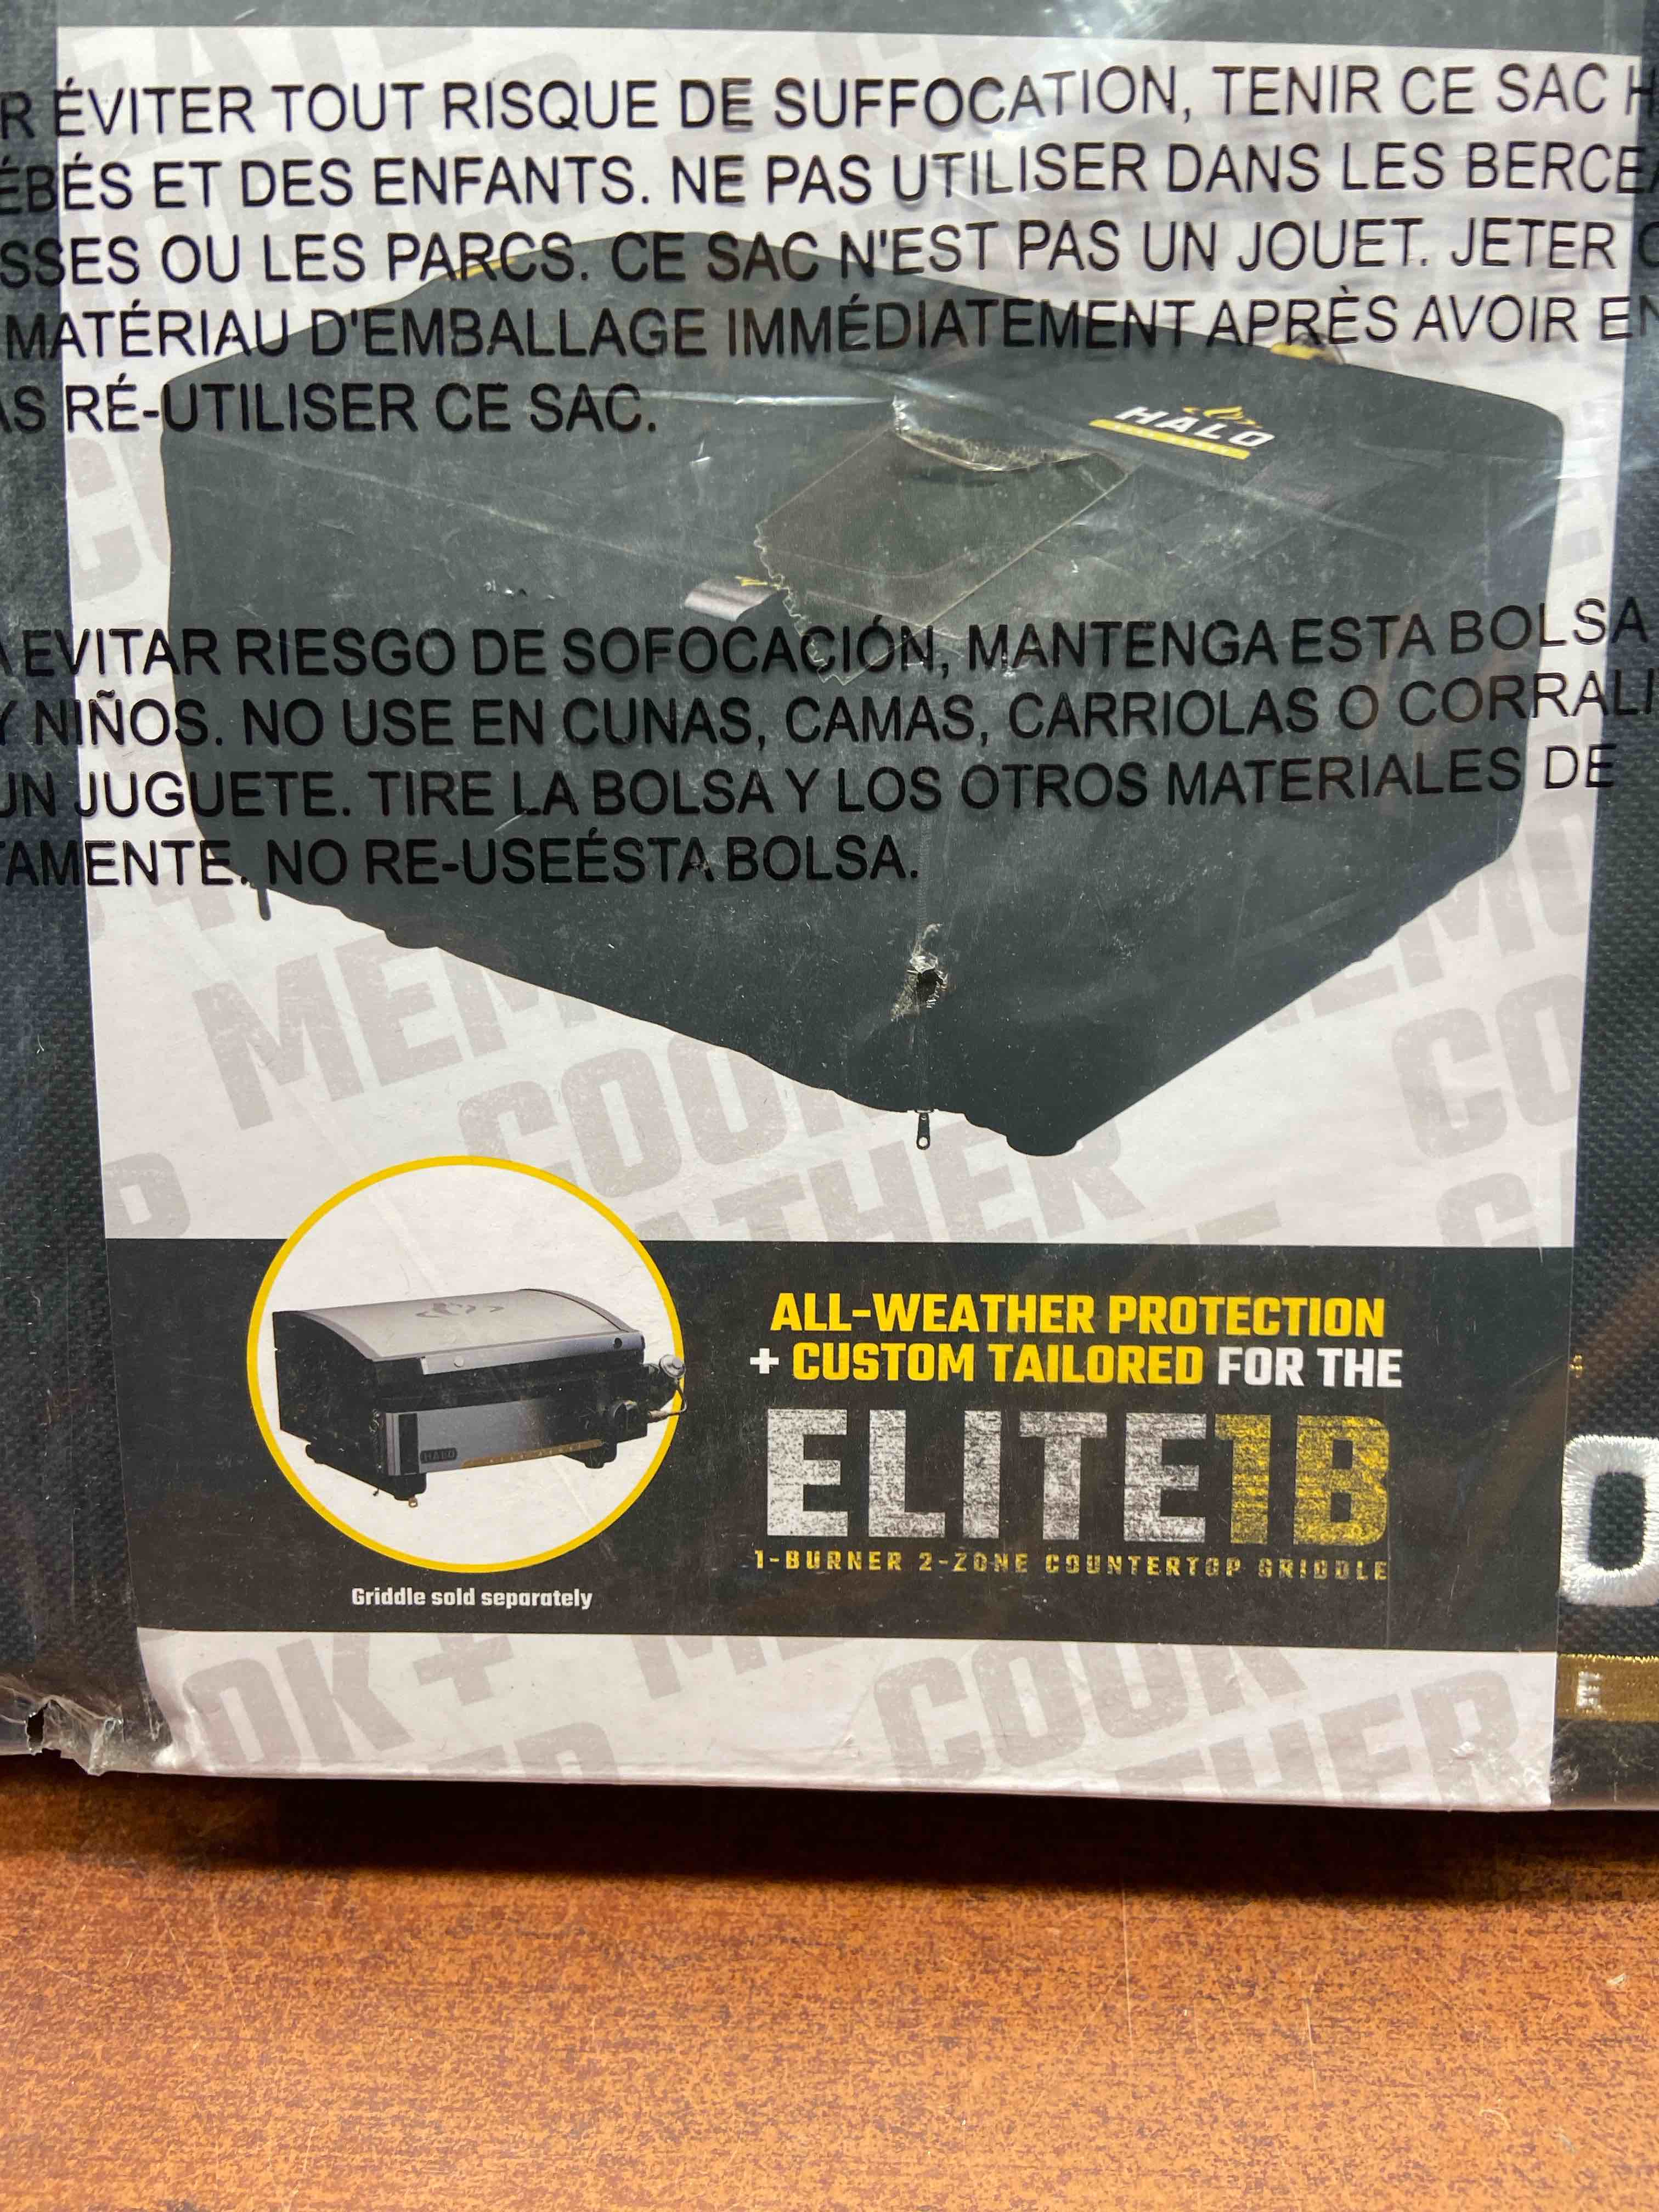 R ÉVITER TOUT RISQUE DE SUFFOCATION, TENIR CE SAC H
ÉBÉS ET DES ENFANTS. NE PAS UTILISER DANS LES BERCEA
SSES OU LES PARCS. CE SAC N'EST PAS UN JOUET. JETER C
MATÉRIAU D'EMBALLAGE IMMÉDIATEMENT APRÈS AVOIR EN
AS RÉ-UTILISER CE SAC.
HALO
A EVITAR RIESGO DE SOFOCACIÓN, MANTENGA ESTA BOLSA
Y NIÑOS. NO USE EN CUNAS, CAMAS, CARRIOLAS O CORRALI
UN JUGUETE. TIRE LA BOLSA Y LOS OTROS MATERIALES DE
TAMENTE. NO RE-USEÉSTA BOLSA.
ALL-WEATHER PROTECTION
+ CUSTOM TAILORED FOR THE
ELITE1B
1-BURNER 2-ZONE COUNTERTOP GRIDDLE
HALO
Griddle sold separately
O
E